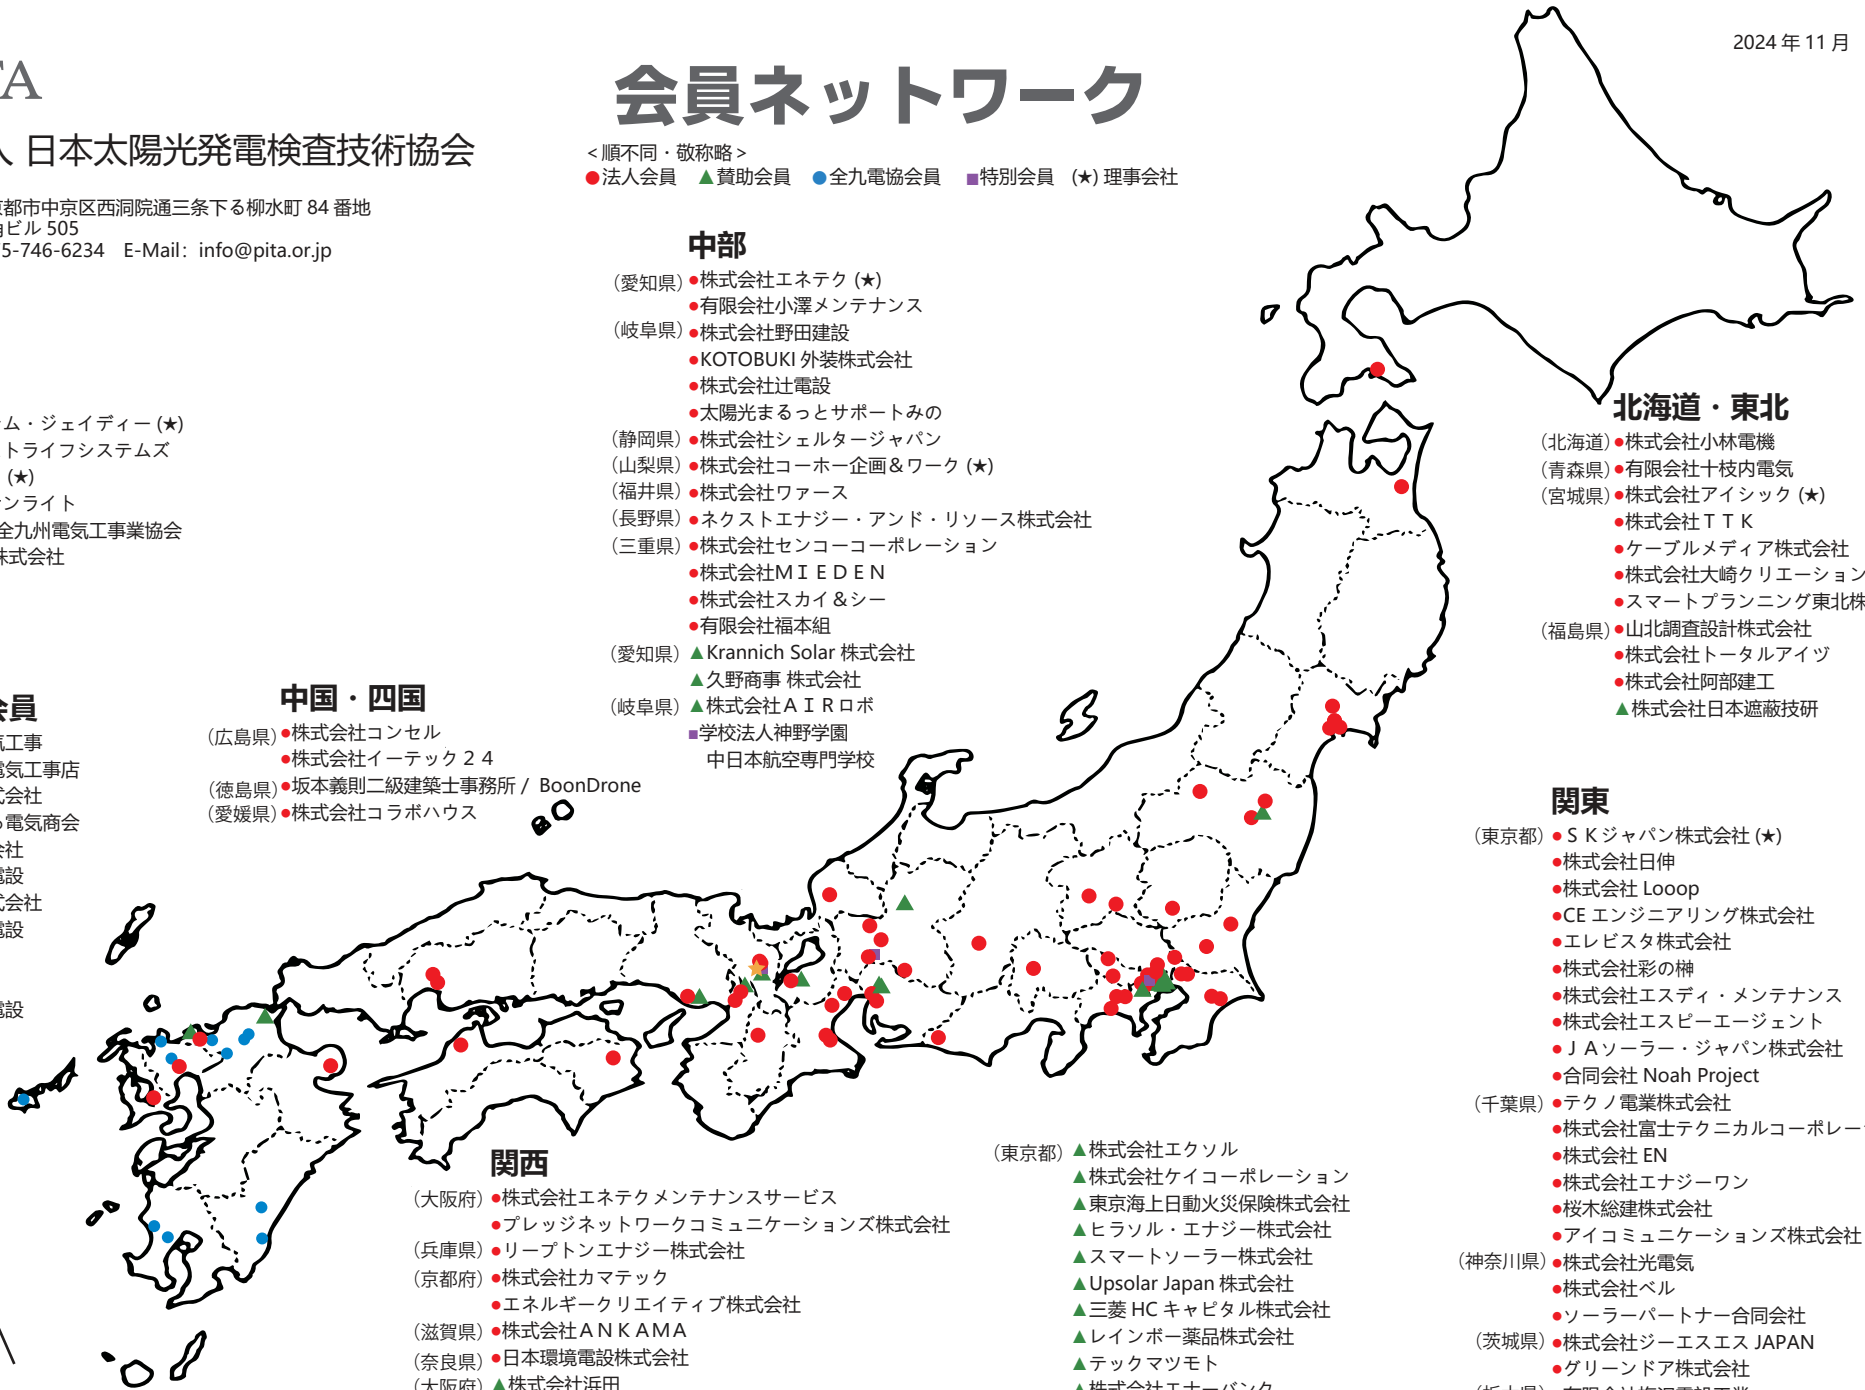 TA
人 日本太陽光発電検査技術協会
都市中京区西洞院通三条下る柳水町 84 番地
ビル 505
5-746-6234 E-Mail: info@pita.or.jp
会員ネットワーク
<順不同・敬称略>
●法人会員 ▲賛助会員 ●全九電協会員 ■特別会員 (★) 理事会社
2024 年 11 月
ム・ジェイディー (★)
トライフシステムズ
(★)
ンライト
全九州電気工事業協会
株式会社
会員
気工事
電気工事店
式会社
電気商会
会社
電設
式会社
電設
電設
中部
(愛知県) ●株式会社エネテク (★)
●有限会社小澤メンテナンス
(岐阜県) ●株式会社野田建設
●KOTOBUKI 外装株式会社
●株式会社辻電設
●太陽光まるっとサポートみの
(静岡県) ●株式会社シェルタージャパン
(山梨県) ●株式会社コーホー企画&ワーク (★)
(福井県) ●株式会社ワァース
(長野県) ●ネクストエナジー・アンド・リソース株式会社
(三重県) ●株式会社センコーコーポレーション
●株式会社MIEDEN
●株式会社スカイ&シー
●有限会社福本組
(愛知県) ▲Krannich Solar 株式会社
▲久野商事 株式会社
(岐阜県) ▲株式会社AIRロボ
■学校法人神野学園
中日本航空専門学校
中国・四国
(広島県) ●株式会社コンセル
●株式会社イーテック24
(徳島県) ●坂本義則二級建築士事務所 / BoonDrone
(愛媛県) ●株式会社コラボハウス
北海道・東北
(北海道) ●株式会社小林電機
(青森県) ●有限会社十枝内電気
(宮城県) ●株式会社アイシック (★)
●株式会社TTK
●ケーブルメディア株式会社
●株式会社大崎クリエーション
●スマートプランニング東北株
(福島県) ●山北調査設計株式会社
●株式会社トータルアイヅ
●株式会社阿部建工
▲株式会社日本遮蔽技研
関東
(東京都) ●SKジャパン株式会社 (★)
●株式会社日伸
●株式会社 Looop
●CE エンジニアリング株式会社
●エレビスタ株式会社
●株式会社彩の榊
●株式会社エスディ・メンテナンス
●株式会社エスピーエージェント
●JAソーラー・ジャパン株式会社
●合同会社 Noah Project
(千葉県) ●テクノ電業株式会社
●株式会社富士テクニカルコーポレー
●株式会社 EN
●株式会社エナジーワン
●桜木総建株式会社
●アイコミュニケーションズ株式会社
(神奈川県) ●株式会社光電気
●株式会社ベル
●ソーラーパートナー合同会社
(茨城県) ●株式会社ジーエスエス JAPAN
●グリーンドア株式会社
関西
(大阪府) ●株式会社エネテクメンテナンスサービス
●プレッジネットワークコミュニケーションズ株式会社
(兵庫県) ●リープトンエナジー株式会社
(京都府) ●株式会社カマテック
●エネルギークリエイティブ株式会社
(滋賀県) ●株式会社ANKAMA
(奈良県) ●日本環境電設株式会社
(大阪府) ▲株式会社浜田
(東京都) ▲株式会社エクソル
▲株式会社ケイコーポレーション
▲東京海上日動火災保険株式会社
▲ヒラソル・エナジー株式会社
▲スマートソーラー株式会社
▲Upsolar Japan 株式会社
▲三菱 HC キャピタル株式会社
▲レインボー薬品株式会社
▲テックマツモト
▲株式会社エナーバンク